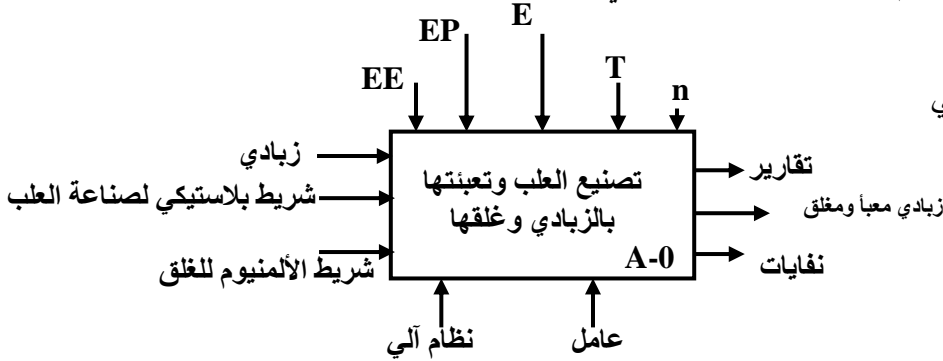 E
EP
T
EE
n
ي
زبادي
تصنيع العلب وتعبئتها
تقارير
شريط بلاستيكي لصناعة العلب
بالزبادي وغلقها
زبادي معبأ ومغلق
شريط الألمنيوم للغلق
A-0
نفايات
نظام آلي
عامل